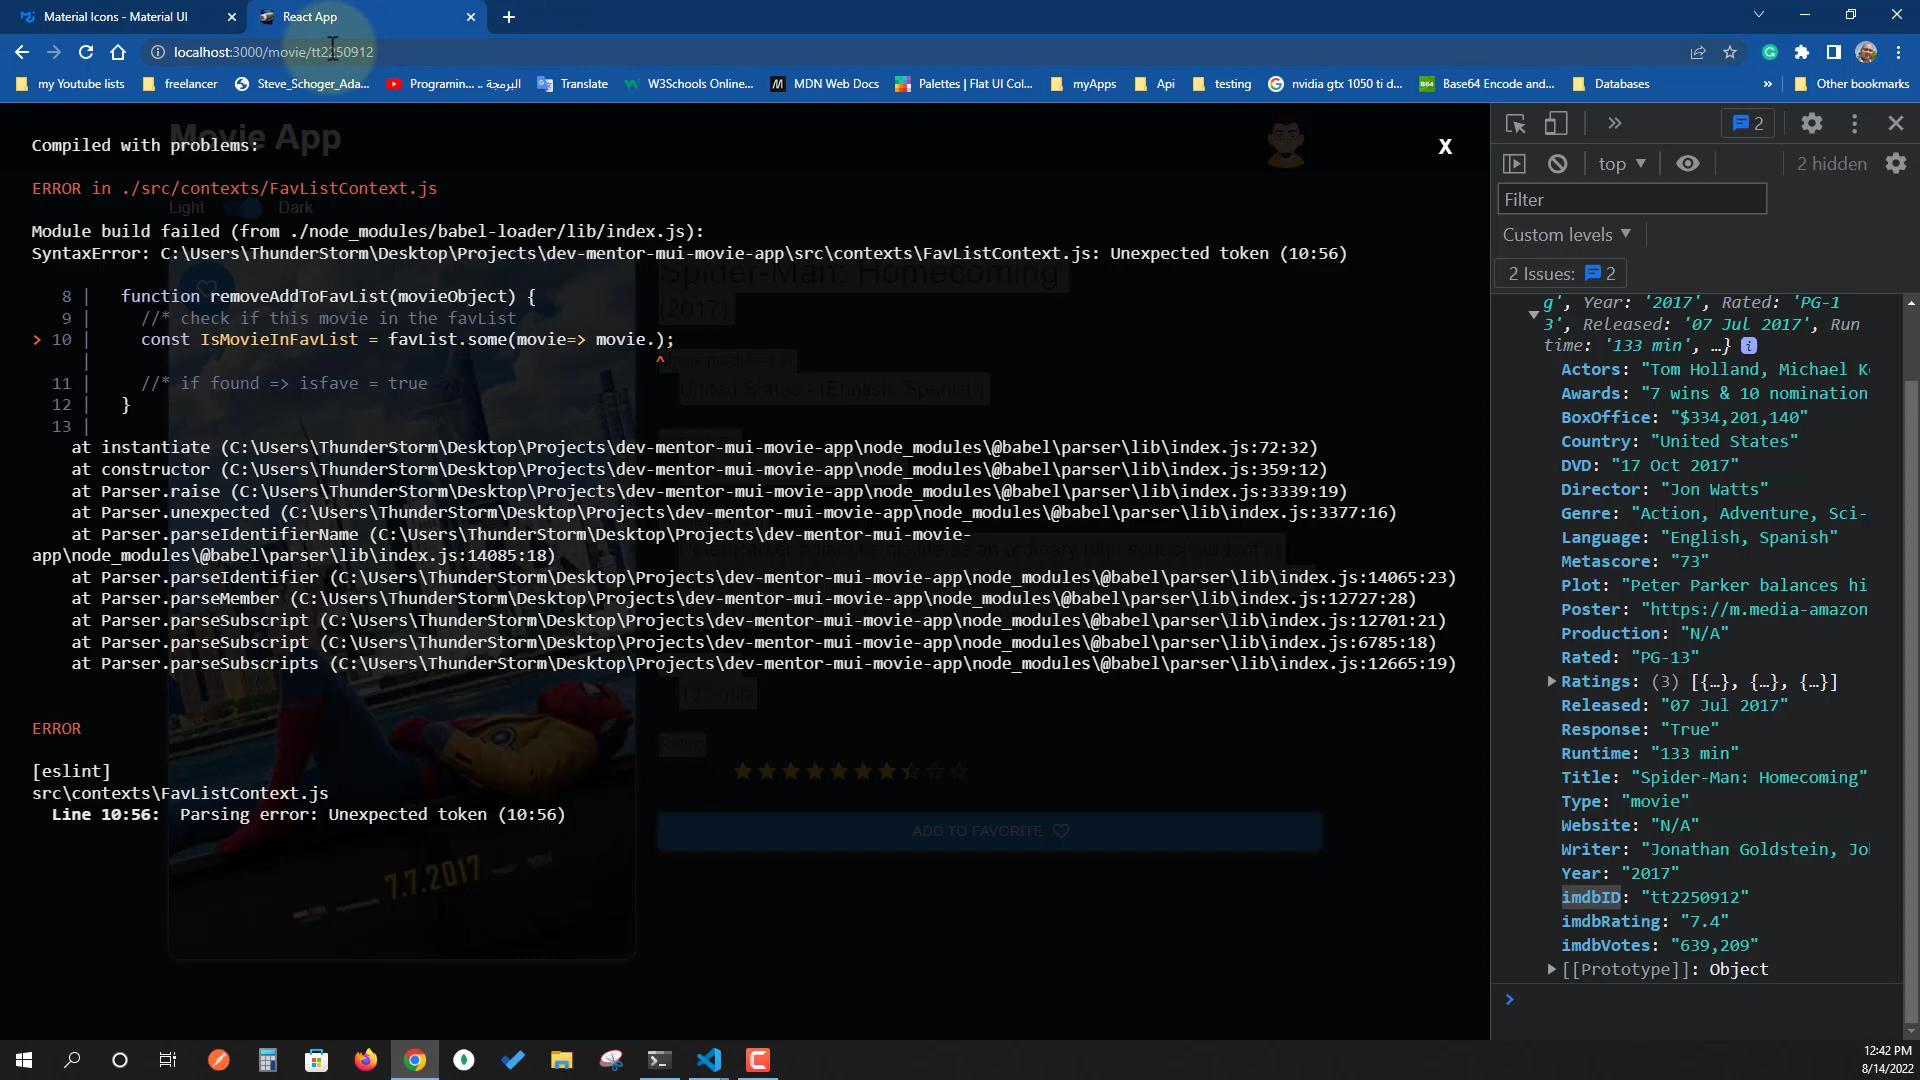 Material Icons - Material UI
React App
localhost:3000/movie/tt2250912
my Youtube lists
freelancer
Steve_Schoger_Ada...
Programin... .. البرمجة
Translate
W3Schools Online...
MDN Web Docs
Palettes | Flat UI Col...
myApps
Api
testing
nvidia gtx 1050 ti d...
Base64 Encode and...
Databases
»
Other bookmarks
Movie App
Compiled with problems:
X
ERROR in ./src/contexts/FavListContext.js
Light
Dark
Module build failed (from ./node_modules/babel-loader/lib/index.js):
SyntaxError: C:\Users\ThunderStorm\Desktop\Projects\dev-mentor-mui-movie-app\src\contexts\FavListContext.js: Unexpected token (10:56)
Spider-Man: Homecoming
(2017)
8 |   function removeAddToFavList(movieObject) {
9 |     //* check if this movie in the favList
> 10 |     const IsMovieInFavList = favList.some(movie=> movie.);
|                                                         ^
11 |     //* if found => isfave = true
12 |   }
13 |
United States - (English, Spanish)
at instantiate (C:\Users\ThunderStorm\Desktop\Projects\dev-mentor-mui-movie-app\node_modules\@babel\parser\lib\index.js:72:32)
at constructor (C:\Users\ThunderStorm\Desktop\Projects\dev-mentor-mui-movie-app\node_modules\@babel\parser\lib\index.js:359:12)
at Parser.raise (C:\Users\ThunderStorm\Desktop\Projects\dev-mentor-mui-movie-app\node_modules\@babel\parser\lib\index.js:3339:19)
at Parser.unexpected (C:\Users\ThunderStorm\Desktop\Projects\dev-mentor-mui-movie-app\node_modules\@babel\parser\lib\index.js:3377:16)
at Parser.parseIdentifierName (C:\Users\ThunderStorm\Desktop\Projects\dev-mentor-mui-movie-
app\node_modules\@babel\parser\lib\index.js:14085:18)
at Parser.parseIdentifier (C:\Users\ThunderStorm\Desktop\Projects\dev-mentor-mui-movie-app\node_modules\@babel\parser\lib\index.js:14065:23)
at Parser.parseMember (C:\Users\ThunderStorm\Desktop\Projects\dev-mentor-mui-movie-app\node_modules\@babel\parser\lib\index.js:12727:28)
at Parser.parseSubscript (C:\Users\ThunderStorm\Desktop\Projects\dev-mentor-mui-movie-app\node_modules\@babel\parser\lib\index.js:12701:21)
at Parser.parseSubscript (C:\Users\ThunderStorm\Desktop\Projects\dev-mentor-mui-movie-app\node_modules\@babel\parser\lib\index.js:6785:18)
at Parser.parseSubscripts (C:\Users\ThunderStorm\Desktop\Projects\dev-mentor-mui-movie-app\node_modules\@babel\parser\lib\index.js:12665:19)
ERROR
[eslint]
src\contexts\FavListContext.js
Line 10:56:  Parsing error: Unexpected token (10:56)
ADD TO FAVORITE
7.7.2017
2
top
2 hidden
Filter
Custom levels
2 Issues: 2
g', Year: '2017', Rated: 'PG-1
3', Released: '07 Jul 2017', Run
time: '133 min', …} i
Actors: "Tom Holland, Michael K
Awards: "7 wins & 10 nomination
BoxOffice: "$334,201,140"
Country: "United States"
DVD: "17 Oct 2017"
Director: "Jon Watts"
Genre: "Action, Adventure, Sci-
Language: "English, Spanish"
Metascore: "73"
Plot: "Peter Parker balances hi
Poster: "https://m.media-amazon
Production: "N/A"
Rated: "PG-13"
Ratings: (3) [{…}, {…}, {…}]
Released: "07 Jul 2017"
Response: "True"
Runtime: "133 min"
Title: "Spider-Man: Homecoming"
Type: "movie"
Website: "N/A"
Writer: "Jonathan Goldstein, Jo
Year: "2017"
imdbID: "tt2250912"
imdbRating: "7.4"
imdbVotes: "639,209"
[[Prototype]]: Object
12:42 PM
8/14/2022